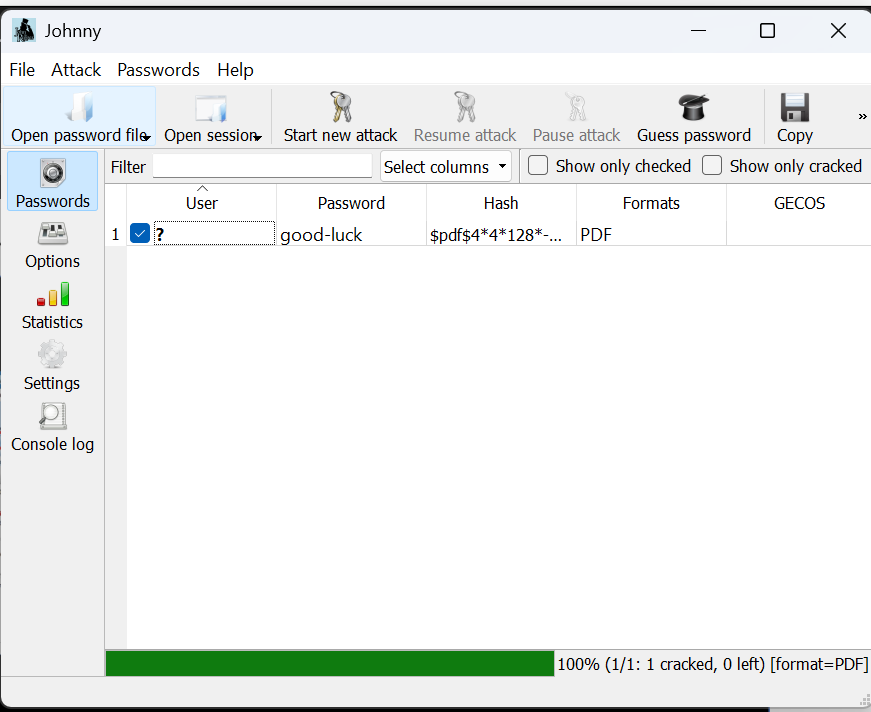 Johnny
File Attack Passwords Help
Open password file Open session Start new attack Resume attack Pause attack Guess password Copy »
Passwords
Options
Statistics
Settings
Console log
Filter Select columns Show only checked Show only cracked
User Password Hash Formats GECOS
1 ? good-luck $pdf$4*4*128*-... PDF
100% (1/1: 1 cracked, 0 left) [format=PDF]